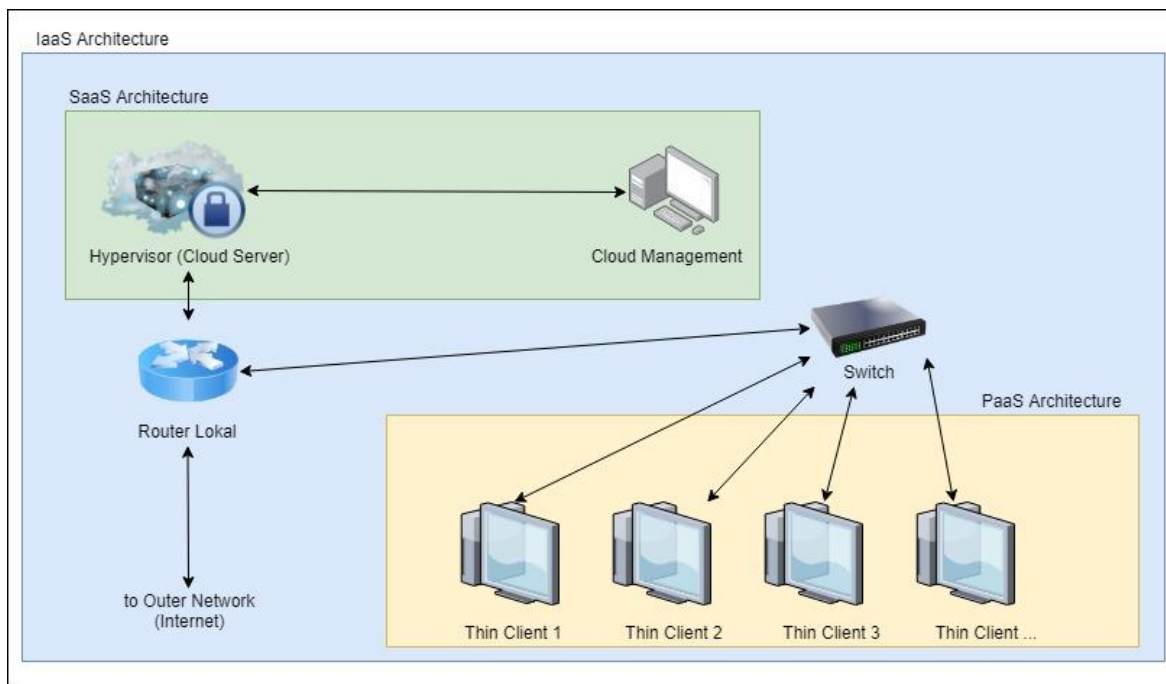 IaaS Architecture
SaaS Architecture
Hypervisor (Cloud Server)
Cloud Management
Switch
PaaS Architecture
Router Lokal
to Outer Network
(Internet)
Thin Client 1
Thin Client 2
Thin Client 3
Thin Client ...